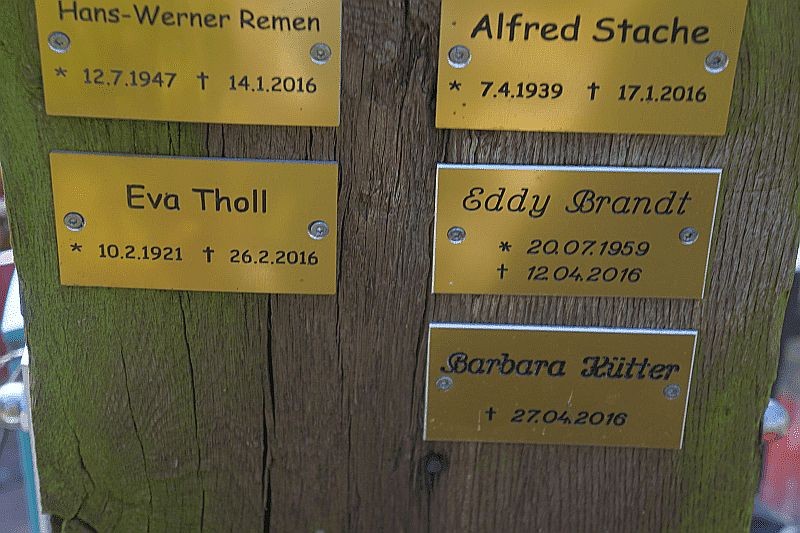 Hans-Werner Remen
* 12.7.1947 † 14.1.2016
Alfred Stache
* 7.4.1939 † 17.1.2016
Eva Tholl
* 10.2.1921 † 26.2.2016
Eddy Brandt
* 20.07.1959
† 12.04.2016
Barbara Hütter
† 27.04.2016